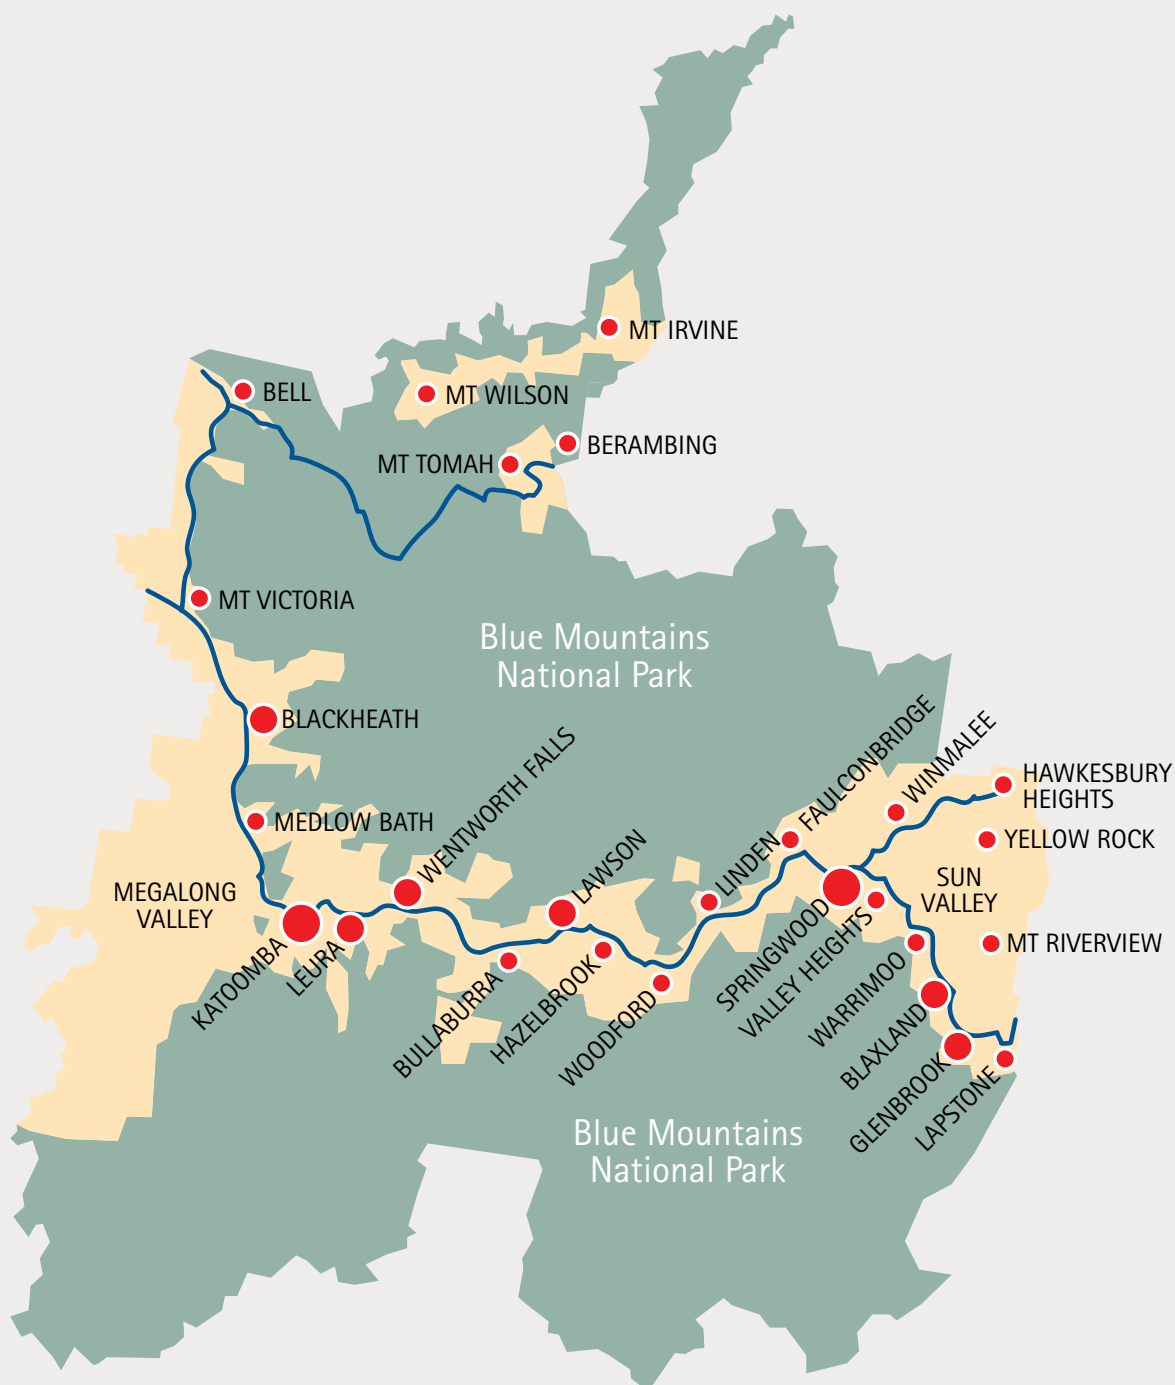 MT IRVINE
BELL
MT WILSON
BERAMBING
MT TOMAH
MT VICTORIA
Blue Mountains
National Park
BLACKHEATH
MEDLOW BATH
WENTWORTH FALLS
FAULCONBRIDGE
WINMALEE
HAWKESBURY
HEIGHTS
YELLOW ROCK
LAWSON
LINDEN
MEGALONG
VALLEY
SUN
VALLEY
KATOOMBA
LEURA
SPRINGWOOD
VALLEY HEIGHTS
MT RIVERVIEW
BULLABURRA
HAZELBROOK
WOODFORD
WARRIMOO
BLAXLAND
GLENBROOK
LAPSTONE
Blue Mountains
National Park